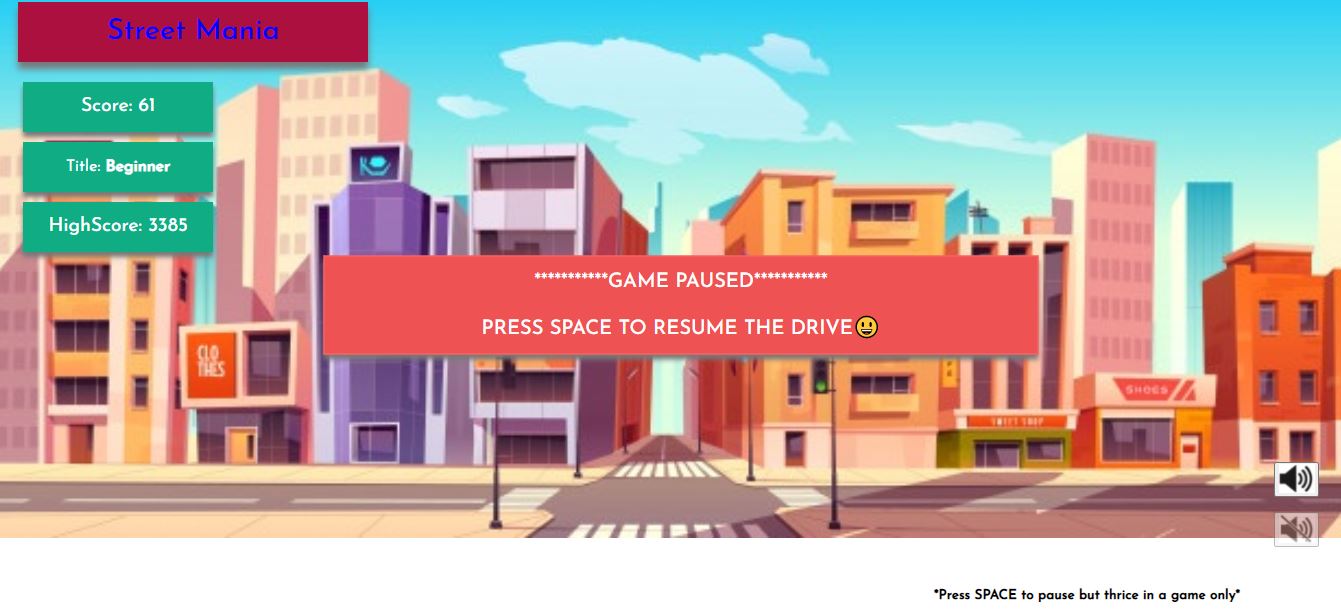 Street Mania
Score: 61
Title: Beginner
HighScore: 3385
***********GAME PAUSED***********
PRESS SPACE TO RESUME THE DRIVE😀
CLO
THES
SHOES
SWEET SHOP
*Press SPACE to pause but thrice in a game only*